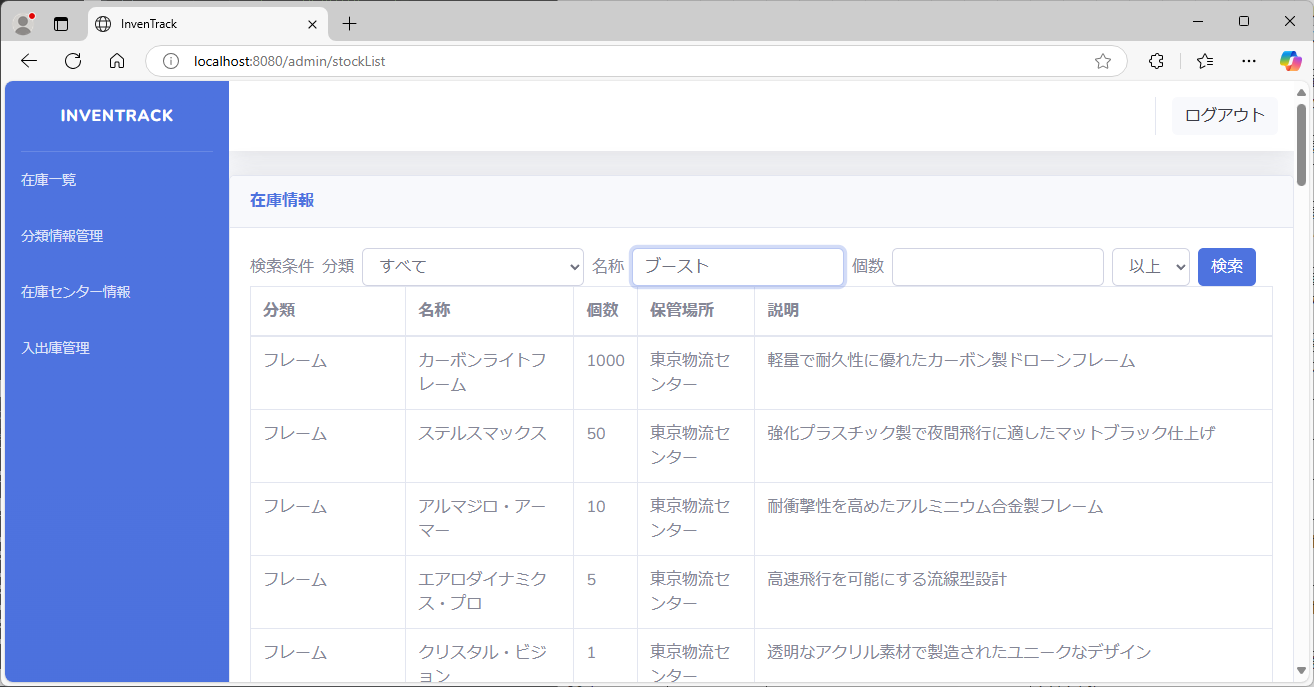 InvenTrack
localhost:8080/admin/stockList
INVENTRACK
ログアウト
在庫一覧
分類情報管理
在庫センター情報
入出庫管理
在庫情報
検索条件 分類 すべて 名称 ブースト 個数 以上 検索
分類 名称 個数 保管場所 説明
フレーム カーボンライトフ 1000 東京物流セ 軽量で耐久性に優れたカーボン製ドローンフレーム
レーム ンター
フレーム ステルスマックス 50 東京物流セ 強化プラスチック製で夜間飛行に適したマットブラック仕上げ
ンター
フレーム アルマジロ・アー 10 東京物流セ 耐衝撃性を高めたアルミニウム合金製フレーム
マー ンター
フレーム エアロダイナミク 5 東京物流セ 高速飛行を可能にする流線型設計
ス・プロ ンター
フレーム クリスタル・ビジ 1 東京物流セ 透明なアクリル素材で製造されたユニークなデザイン
ョン ンター